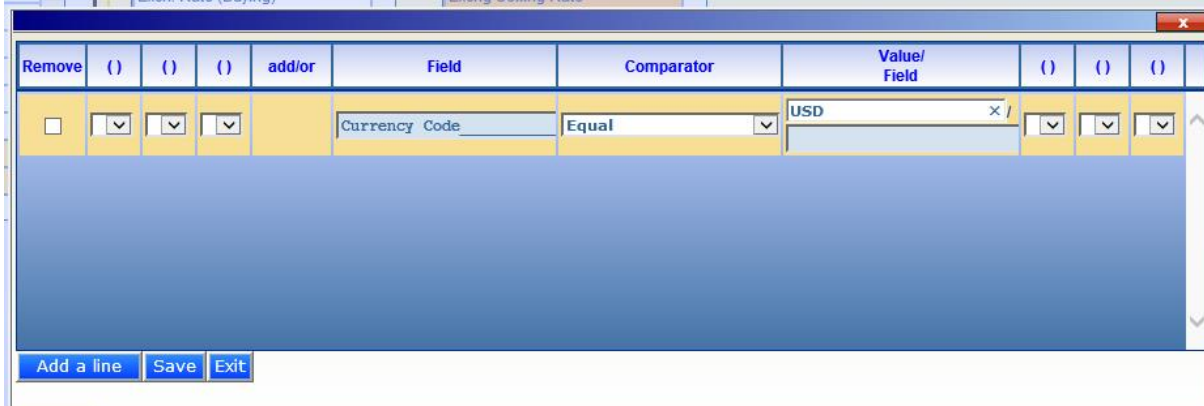 Remove () () () add/or Field Comparator Value/ Field () () ()
Currency Code Equal USD × /
Add a line Save Exit